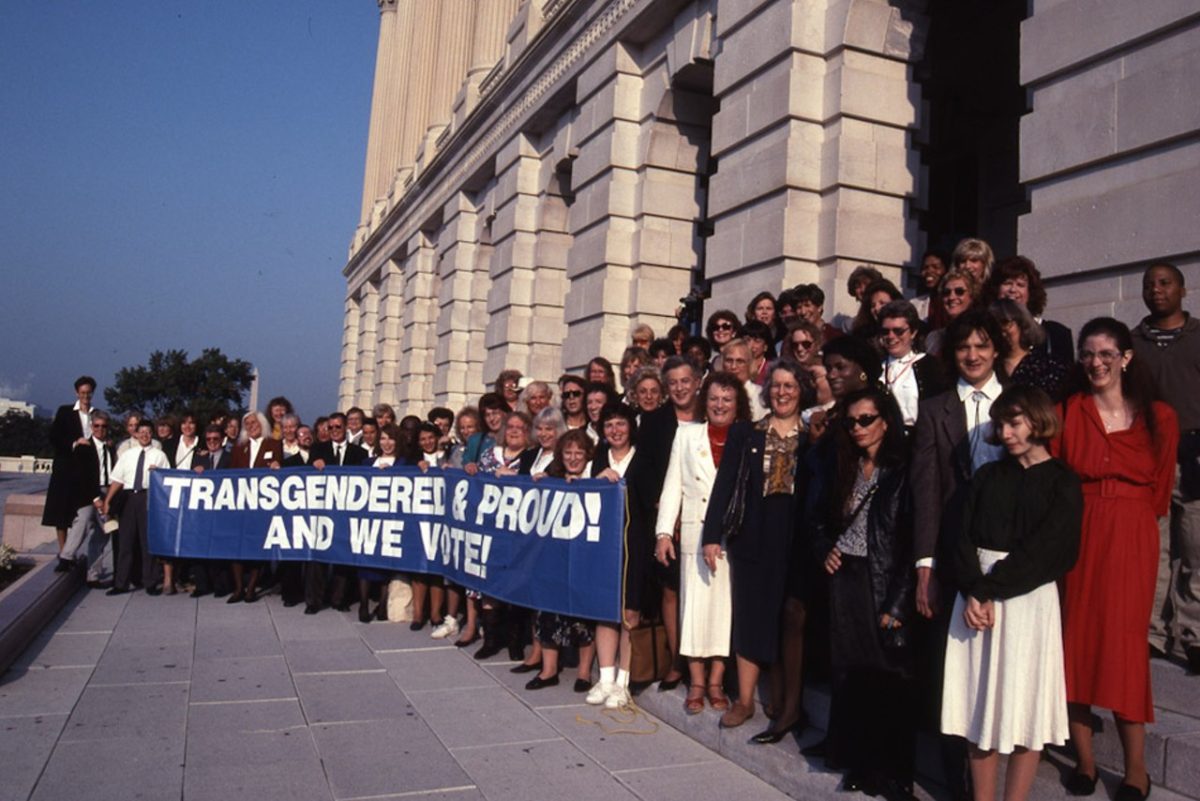 TRANSGENDERED & PROUD!
AND WE VOTE!